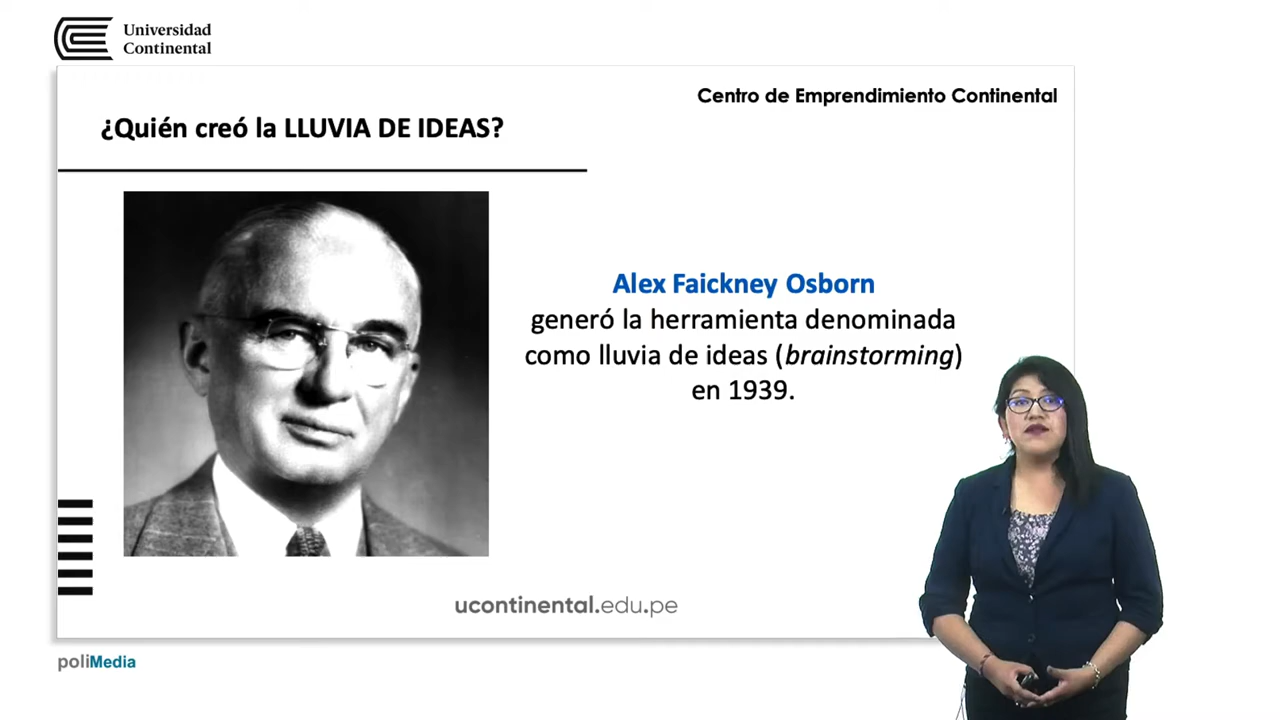 Universidad
Continental
Centro de Emprendimiento Continental
¿Quién creó la LLUVIA DE IDEAS?
Alex Faickney Osborn
generó la herramienta denominada
como lluvia de ideas (brainstorming)
en 1939.
ucontinental.edu.pe
poliMedia